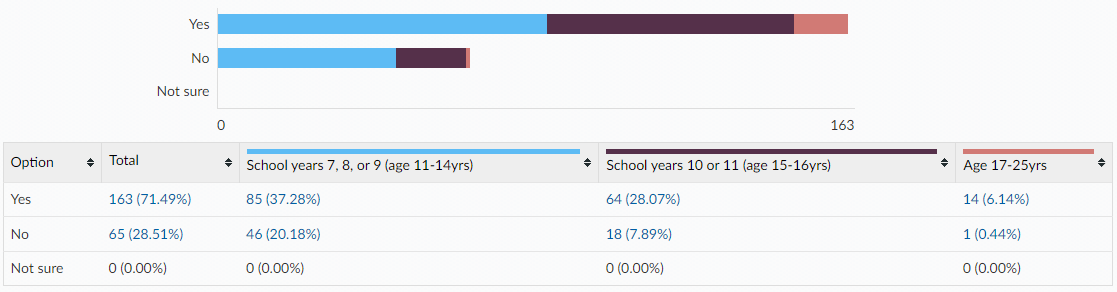 Yes
No
Not sure
0 163
Option Total School years 7, 8, or 9 (age 11-14yrs) School years 10 or 11 (age 15-16yrs) Age 17-25yrs
Yes 163 (71.49%) 85 (37.28%) 64 (28.07%) 14 (6.14%)
No 65 (28.51%) 46 (20.18%) 18 (7.89%) 1 (0.44%)
Not sure 0 (0.00%) 0 (0.00%) 0 (0.00%) 0 (0.00%)